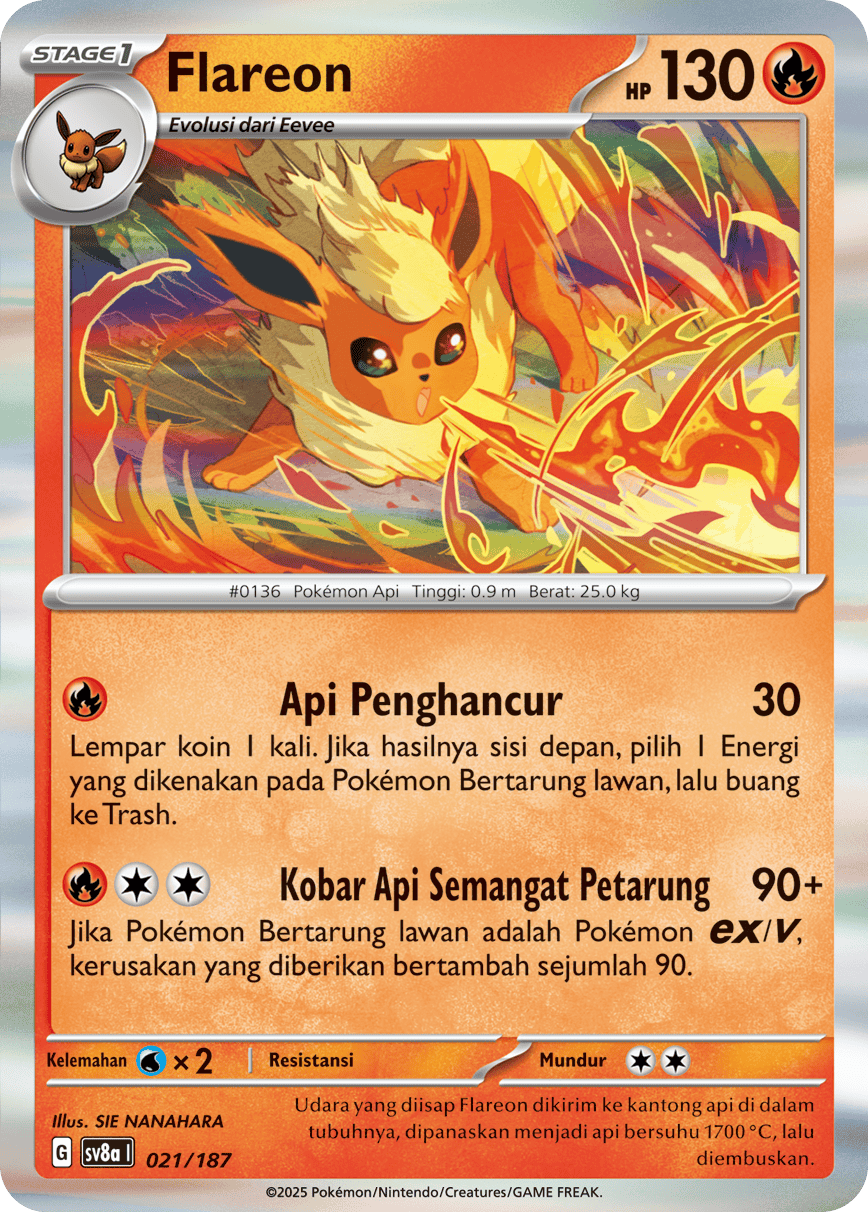 STAGE1
Flareon
HP 130
Evolusi dari Eevee
#0136 Pokémon Api Tinggi: 0.9 m Berat: 25.0 kg
Api Penghancur 30
Lempar koin 1 kali. Jika hasilnya sisi depan, pilih 1 Energi
yang dikenakan pada Pokémon Bertarung lawan, lalu buang
ke Trash.
Kobar Api Semangat Petarung 90+
Jika Pokémon Bertarung lawan adalah Pokémon ex/V,
kerusakan yang diberikan bertambah sejumlah 90.
Kelemahan ×2 Resistansi Mundur
Illus. SIE NANAHARA
Udara yang diisap Flareon dikirim ke kantong api di dalam
tubuhnya, dipanaskan menjadi api bersuhu 1700 °C, lalu
diembuskan.
G sv8a I 021/187
©2025 Pokémon/Nintendo/Creatures/GAME FREAK.